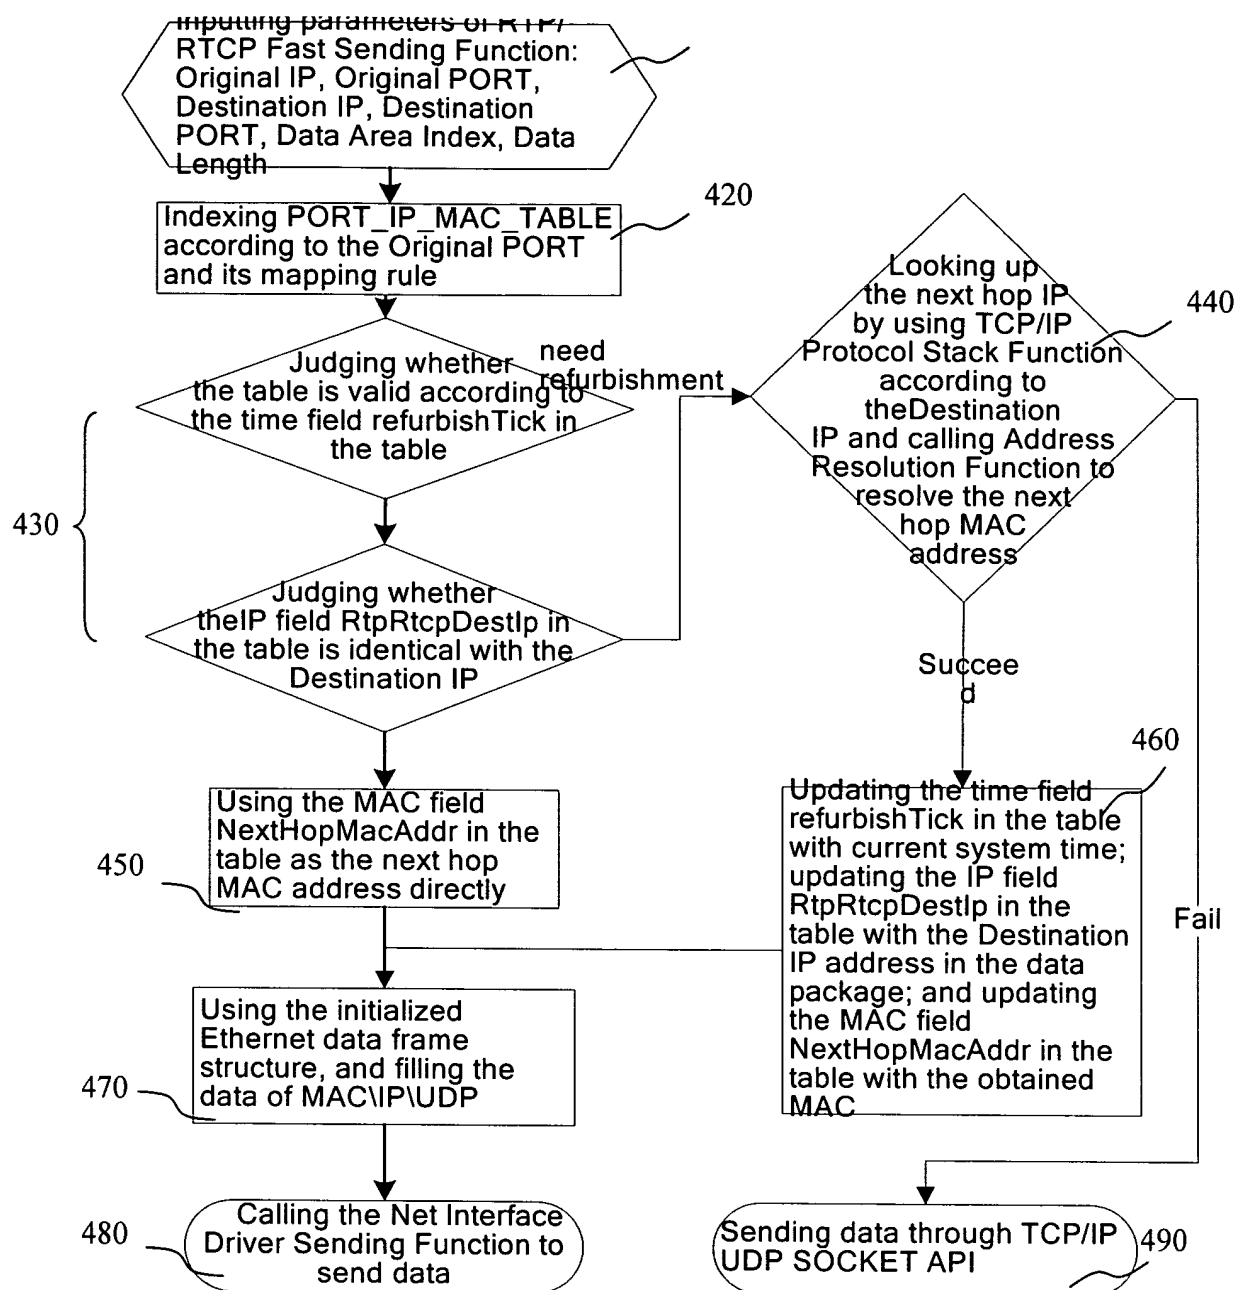 Inputting parameters of RTP/
RTCP Fast Sending Function:
Original IP, Original PORT,
Destination IP, Destination
PORT, Data Area Index, Data
Length
420
Indexing PORT_IP_MAC_TABLE
according to the Original PORT
and its mapping rule
Judging whether
the table is valid according to
the time field refurbishTick in
the table
need
refurbishment
430
Judging whether
theIP field RtpRtcpDestIp in
the table is identical with the
Destination IP
440
Looking up
the next hop IP
by using TCP/IP
Protocol Stack Function
according to
theDestination
IP and calling Address
Resolution Function to
resolve the next
hop MAC
address
Succee
d
Fail
450
Using the MAC field
NextHopMacAddr in the
table as the next hop
MAC address directly
460
Updating the time field
refurbishTick in the table
with current system time;
updating the IP field
RtpRtcpDestIp in the
table with the Destination
IP address in the data
package; and updating
the MAC field
NextHopMacAddr in the
table with the obtained
MAC
470
Using the initialized
Ethernet data frame
structure, and filling the
data of MAC\IP\UDP
480
Calling the Net Interface
Driver Sending Function to
send data
490
Sending data through TCP/IP
UDP SOCKET API